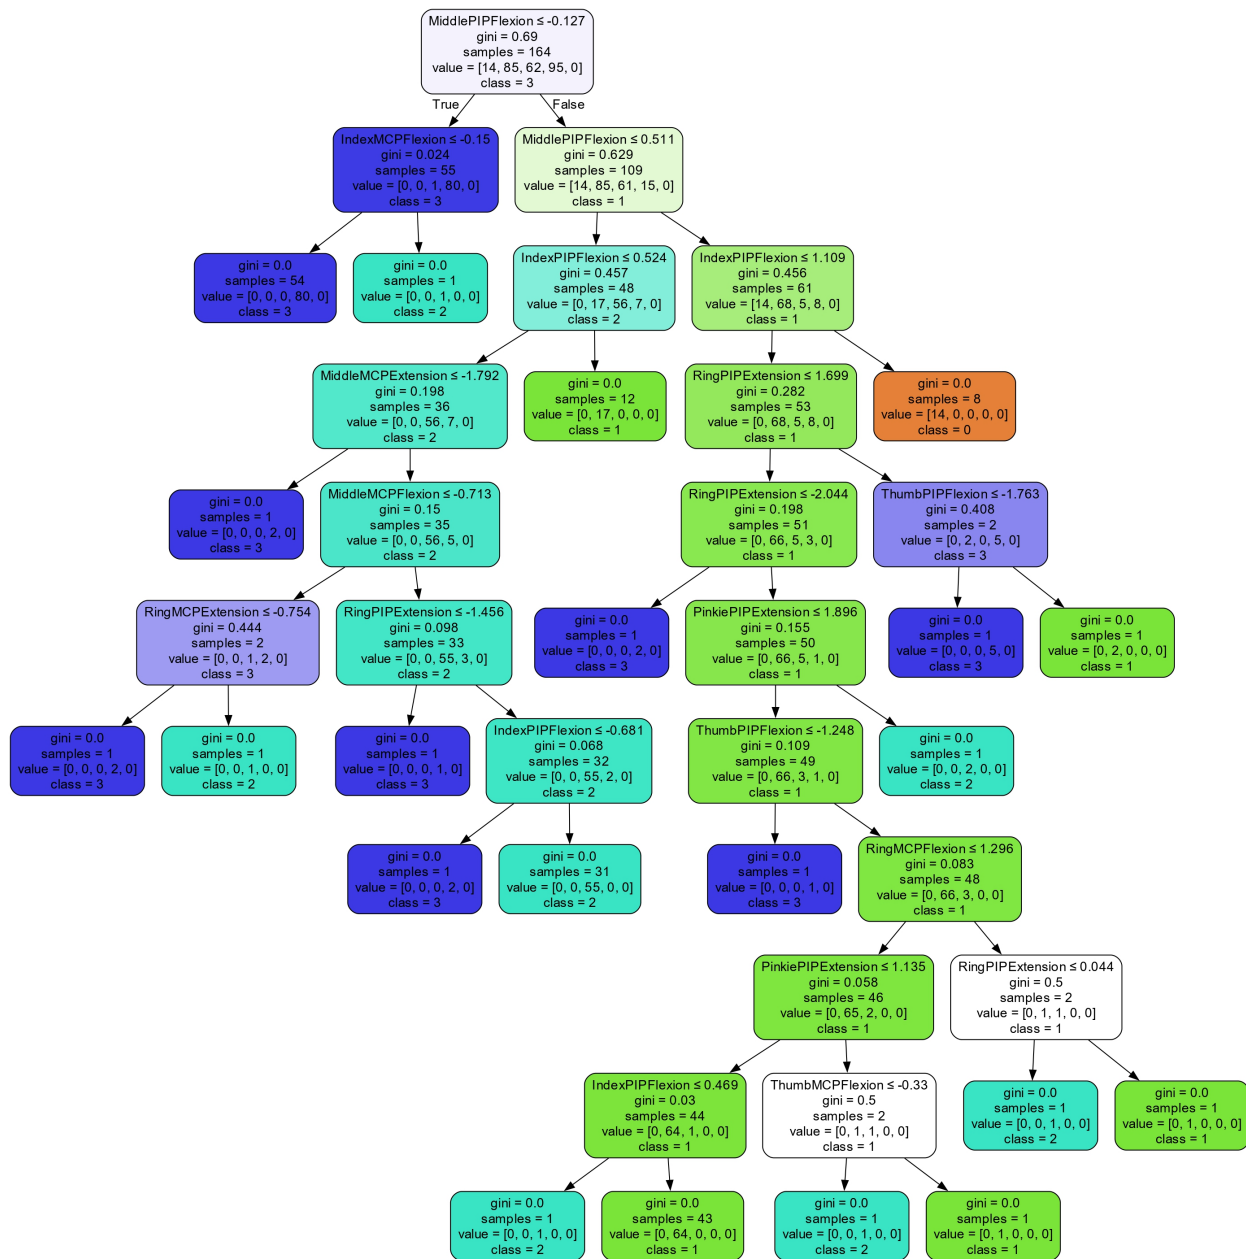 MiddlePIPFlexion ≤ -0.127
gini = 0.69
samples = 164
value = [14, 85, 62, 95, 0]
class = 3
True
False
IndexMCPFlexion ≤ -0.15
gini = 0.024
samples = 55
value = [0, 0, 1, 80, 0]
class = 3
MiddlePIPFlexion ≤ 0.511
gini = 0.629
samples = 109
value = [14, 85, 61, 15, 0]
class = 1
gini = 0.0
samples = 54
value = [0, 0, 0, 80, 0]
class = 3
gini = 0.0
samples = 1
value = [0, 0, 1, 0, 0]
class = 2
IndexPIPFlexion ≤ 0.524
gini = 0.457
samples = 48
value = [0, 17, 56, 7, 0]
class = 2
IndexPIPFlexion ≤ 1.109
gini = 0.456
samples = 61
value = [14, 68, 5, 8, 0]
class = 1
MiddleMCPExtension ≤ -1.792
gini = 0.198
samples = 36
value = [0, 0, 56, 7, 0]
class = 2
gini = 0.0
samples = 12
value = [0, 17, 0, 0, 0]
class = 1
RingPIPExtension ≤ 1.699
gini = 0.282
samples = 53
value = [0, 68, 5, 8, 0]
class = 1
gini = 0.0
samples = 8
value = [14, 0, 0, 0, 0]
class = 0
gini = 0.0
samples = 1
value = [0, 0, 0, 2, 0]
class = 3
MiddleMCPFlexion ≤ -0.713
gini = 0.15
samples = 35
value = [0, 0, 56, 5, 0]
class = 2
RingPIPExtension ≤ -2.044
gini = 0.198
samples = 51
value = [0, 66, 5, 3, 0]
class = 1
ThumbPIPFlexion ≤ -1.763
gini = 0.408
samples = 2
value = [0, 2, 0, 5, 0]
class = 3
RingMCPExtension ≤ -0.754
gini = 0.444
samples = 2
value = [0, 0, 1, 2, 0]
class = 3
RingPIPExtension ≤ -1.456
gini = 0.098
samples = 33
value = [0, 0, 55, 3, 0]
class = 2
gini = 0.0
samples = 1
value = [0, 0, 0, 2, 0]
class = 3
PinkiePIPExtension ≤ 1.896
gini = 0.155
samples = 50
value = [0, 66, 5, 1, 0]
class = 1
gini = 0.0
samples = 1
value = [0, 0, 0, 5, 0]
class = 3
gini = 0.0
samples = 1
value = [0, 2, 0, 0, 0]
class = 1
gini = 0.0
samples = 1
value = [0, 0, 0, 2, 0]
class = 3
gini = 0.0
samples = 1
value = [0, 0, 1, 0, 0]
class = 2
gini = 0.0
samples = 1
value = [0, 0, 0, 1, 0]
class = 3
IndexPIPFlexion ≤ -0.681
gini = 0.068
samples = 32
value = [0, 0, 55, 2, 0]
class = 2
ThumbPIPFlexion ≤ -1.248
gini = 0.109
samples = 49
value = [0, 66, 3, 1, 0]
class = 1
gini = 0.0
samples = 1
value = [0, 0, 2, 0, 0]
class = 2
gini = 0.0
samples = 1
value = [0, 0, 0, 2, 0]
class = 3
gini = 0.0
samples = 31
value = [0, 0, 55, 0, 0]
class = 2
gini = 0.0
samples = 1
value = [0, 0, 0, 1, 0]
class = 3
RingMCPFlexion ≤ 1.296
gini = 0.083
samples = 48
value = [0, 66, 3, 0, 0]
class = 1
PinkiePIPExtension ≤ 1.135
gini = 0.058
samples = 46
value = [0, 65, 2, 0, 0]
class = 1
RingPIPExtension ≤ 0.044
gini = 0.5
samples = 2
value = [0, 1, 1, 0, 0]
class = 1
IndexPIPFlexion ≤ 0.469
gini = 0.03
samples = 44
value = [0, 64, 1, 0, 0]
class = 1
ThumbMCPFlexion ≤ -0.33
gini = 0.5
samples = 2
value = [0, 1, 1, 0, 0]
class = 1
gini = 0.0
samples = 1
value = [0, 0, 1, 0, 0]
class = 2
gini = 0.0
samples = 1
value = [0, 1, 0, 0, 0]
class = 1
gini = 0.0
samples = 1
value = [0, 0, 1, 0, 0]
class = 2
gini = 0.0
samples = 43
value = [0, 64, 0, 0, 0]
class = 1
gini = 0.0
samples = 1
value = [0, 0, 1, 0, 0]
class = 2
gini = 0.0
samples = 1
value = [0, 1, 0, 0, 0]
class = 1